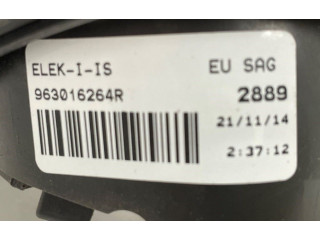 ELEK-I-IS EU SAG
963016264R 2889
21/11/14
2:37:12